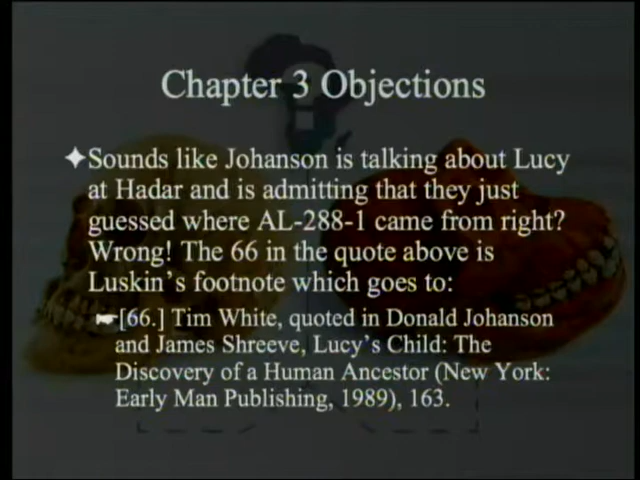 Chapter 3 Objections
Sounds like Johanson is talking about Lucy
at Hadar and is admitting that they just
guessed where AL-288-1 came from right?
Wrong! The 66 in the quote above is
Luskin's footnote which goes to:
[66.] Tim White, quoted in Donald Johanson
and James Shreeve, Lucy's Child: The
Discovery of a Human Ancestor (New York:
Early Man Publishing, 1989), 163.